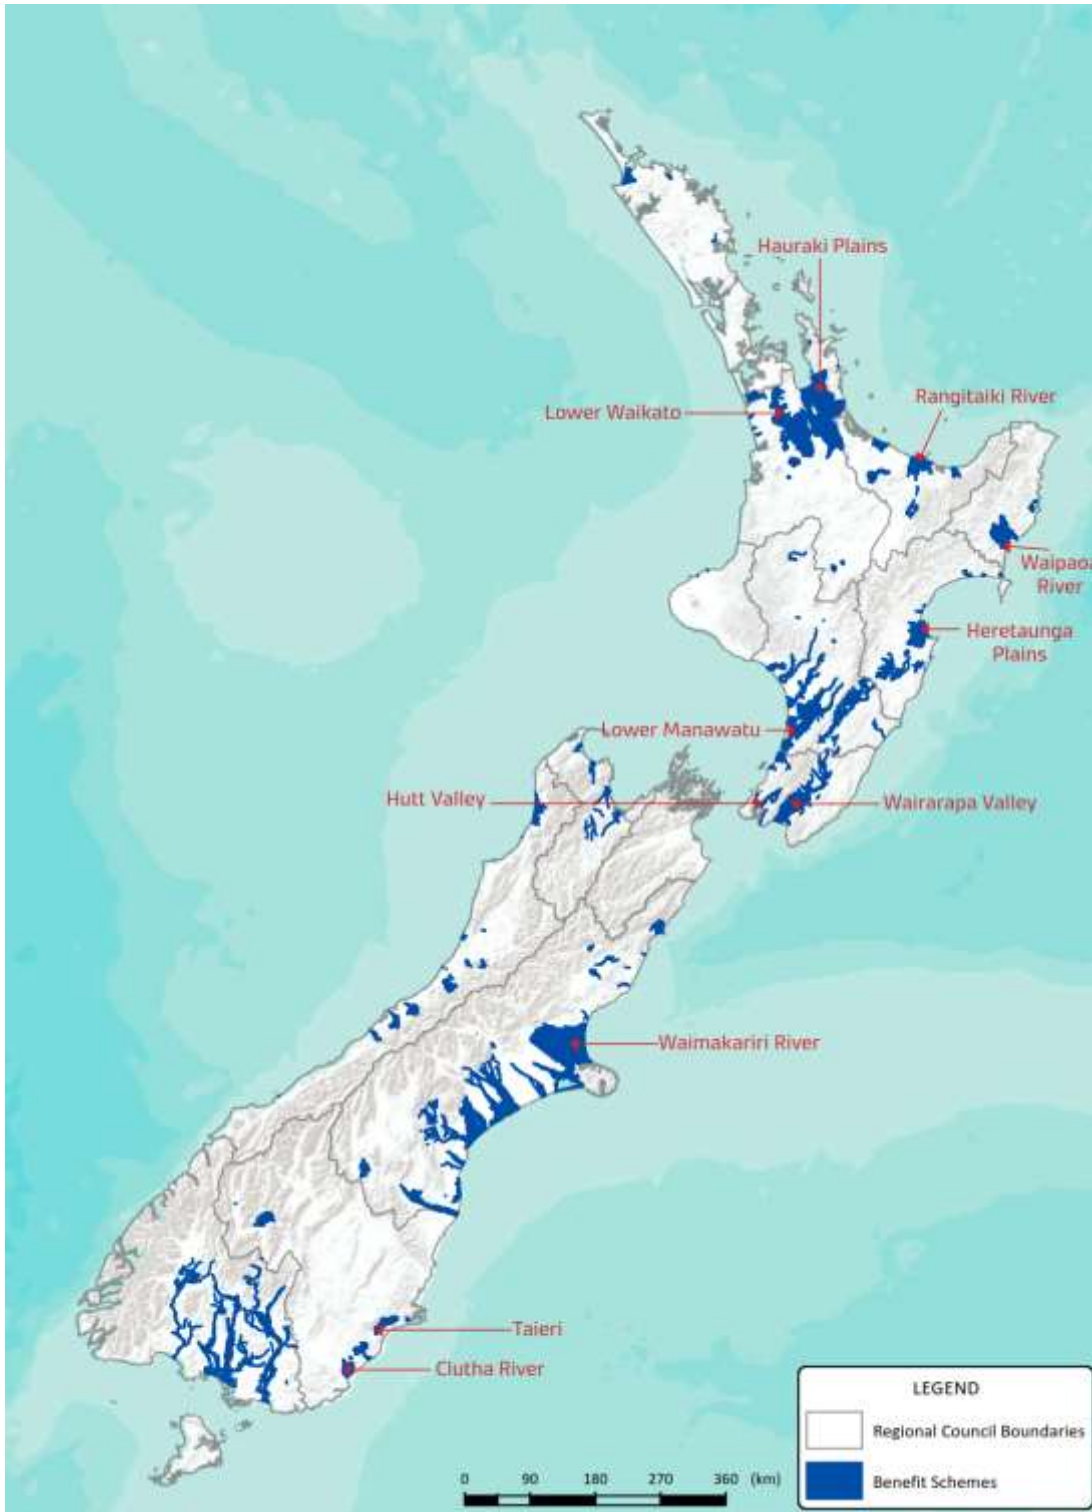 Hauraki Plains
Rangitaiki River
Lower Waikato
Waipaoa
River
Heretaunga
Plains
Lower Manawatu
Hutt Valley
Wairarapa Valley
Waimakariri River
Taieri
Clutha River
LEGEND
Regional Council Boundaries
Benefit Schemes
0 90 180 270 360 (km)